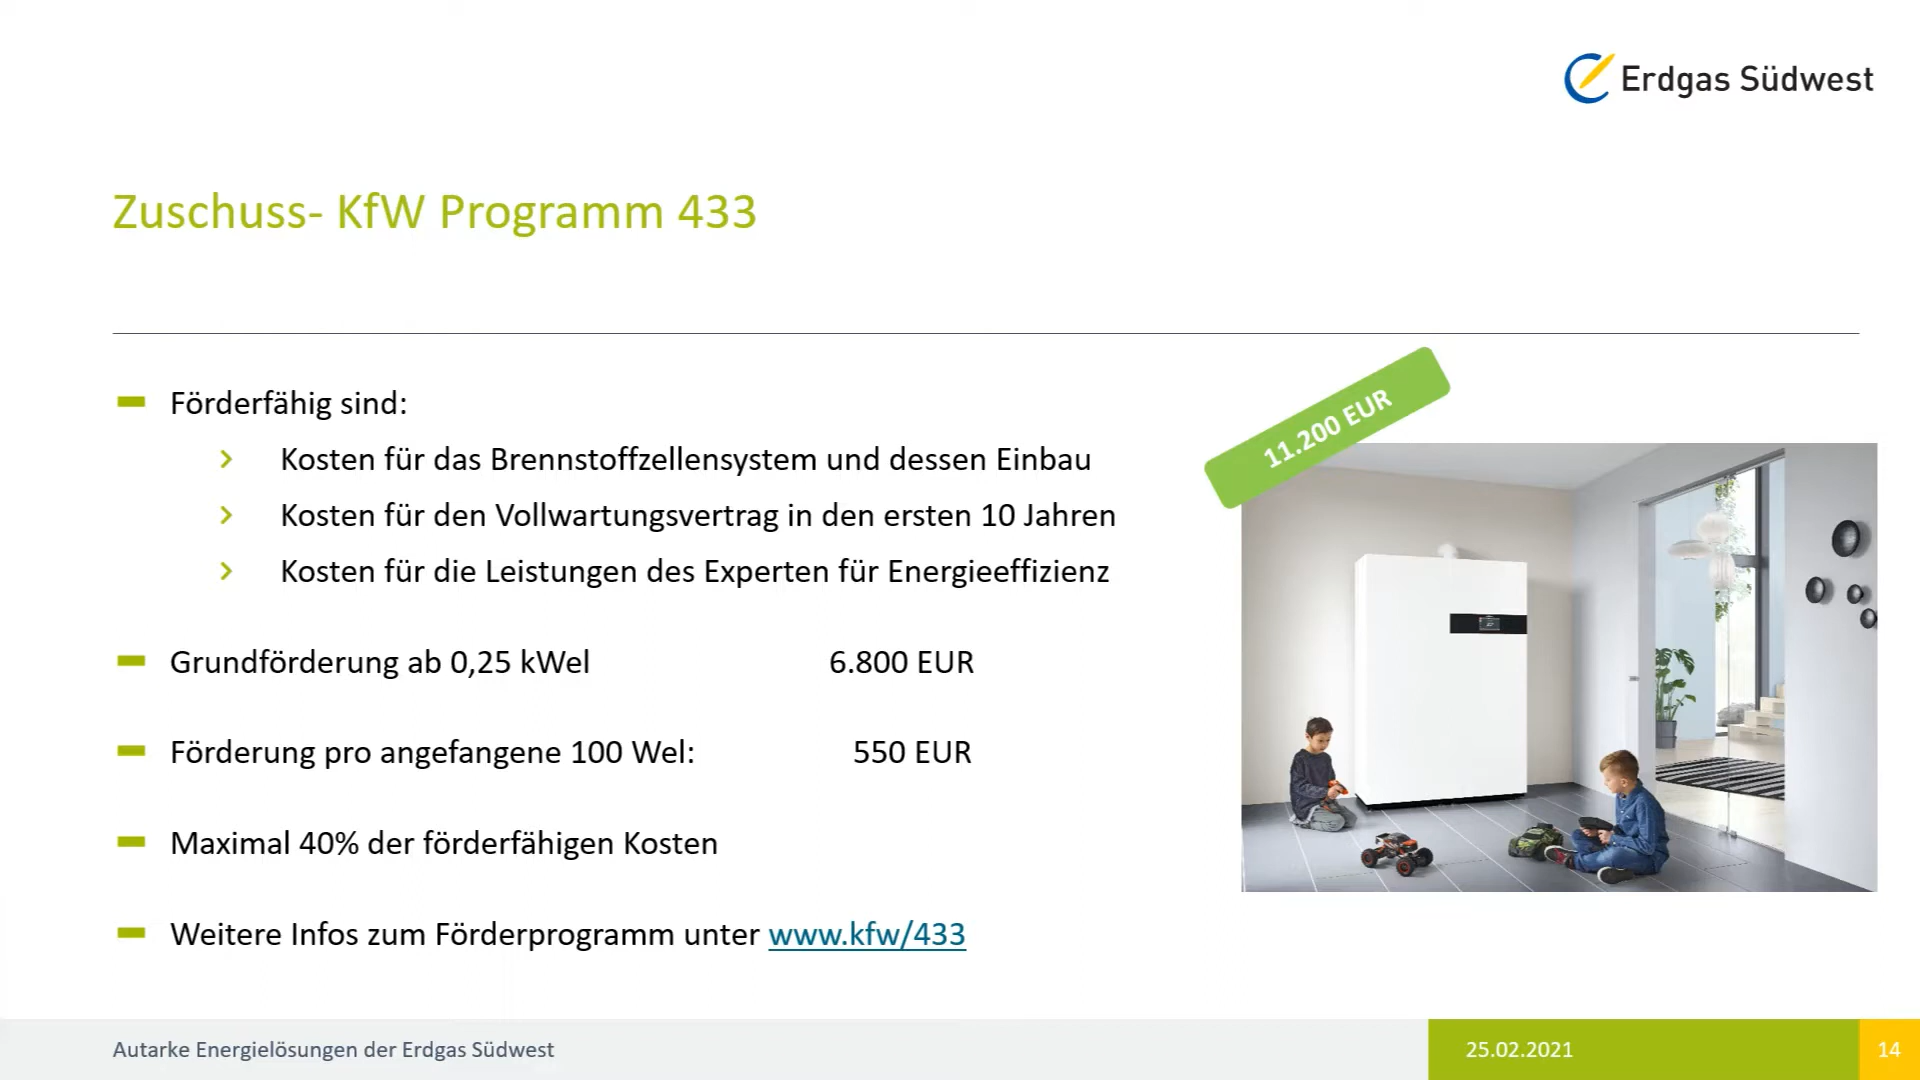 Erdgas Südwest
Zuschuss- KfW Programm 433
Förderfähig sind:
Kosten für das Brennstoffzellensystem und dessen Einbau
Kosten für den Vollwartungsvertrag in den ersten 10 Jahren
Kosten für die Leistungen des Experten für Energieeffizienz
Grundförderung ab 0,25 kWel 6.800 EUR
Förderung pro angefangene 100 Wel: 550 EUR
Maximal 40% der förderfähigen Kosten
Weitere Infos zum Förderprogramm unter www.kfw/433
11.200 EUR
Autarke Energielösungen der Erdgas Südwest
25.02.2021
14